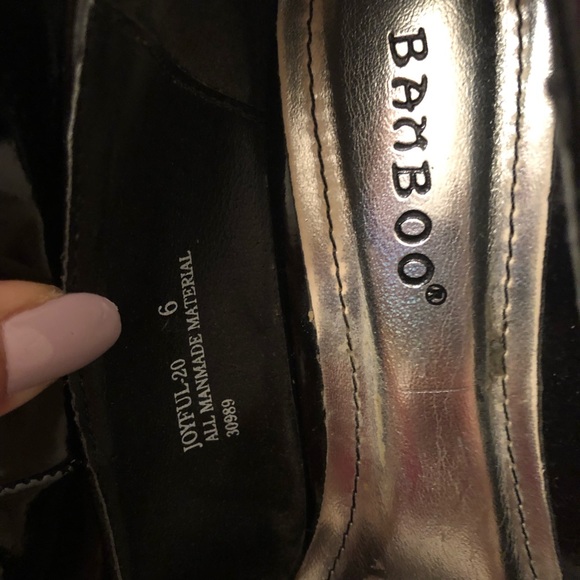 BAMBOO®
JOYFUL-20 6
ALL MANMADE MATERIAL
30989